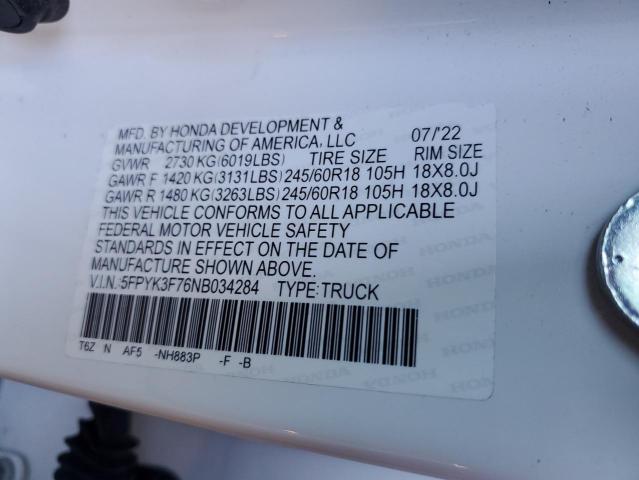 MFD. BY HONDA DEVELOPMENT & 07/'22
MANUFACTURING OF AMERICA, LLC
GVWR 2730 KG(6019LBS) TIRE SIZE RIM SIZE
GAWR F 1420 KG(3131LBS) 245/60R18 105H 18X8.0J
GAWR R 1480 KG(3263LBS) 245/60R18 105H 18X8.0J
THIS VEHICLE CONFORMS TO ALL APPLICABLE
FEDERAL MOTOR VEHICLE SAFETY
STANDARDS IN EFFECT ON THE DATE OF
MANUFACTURE SHOWN ABOVE.
V.I.N.:5FPYK3F76NB034284 TYPE:TRUCK
T6Z N AF5 -NH883P -F -B